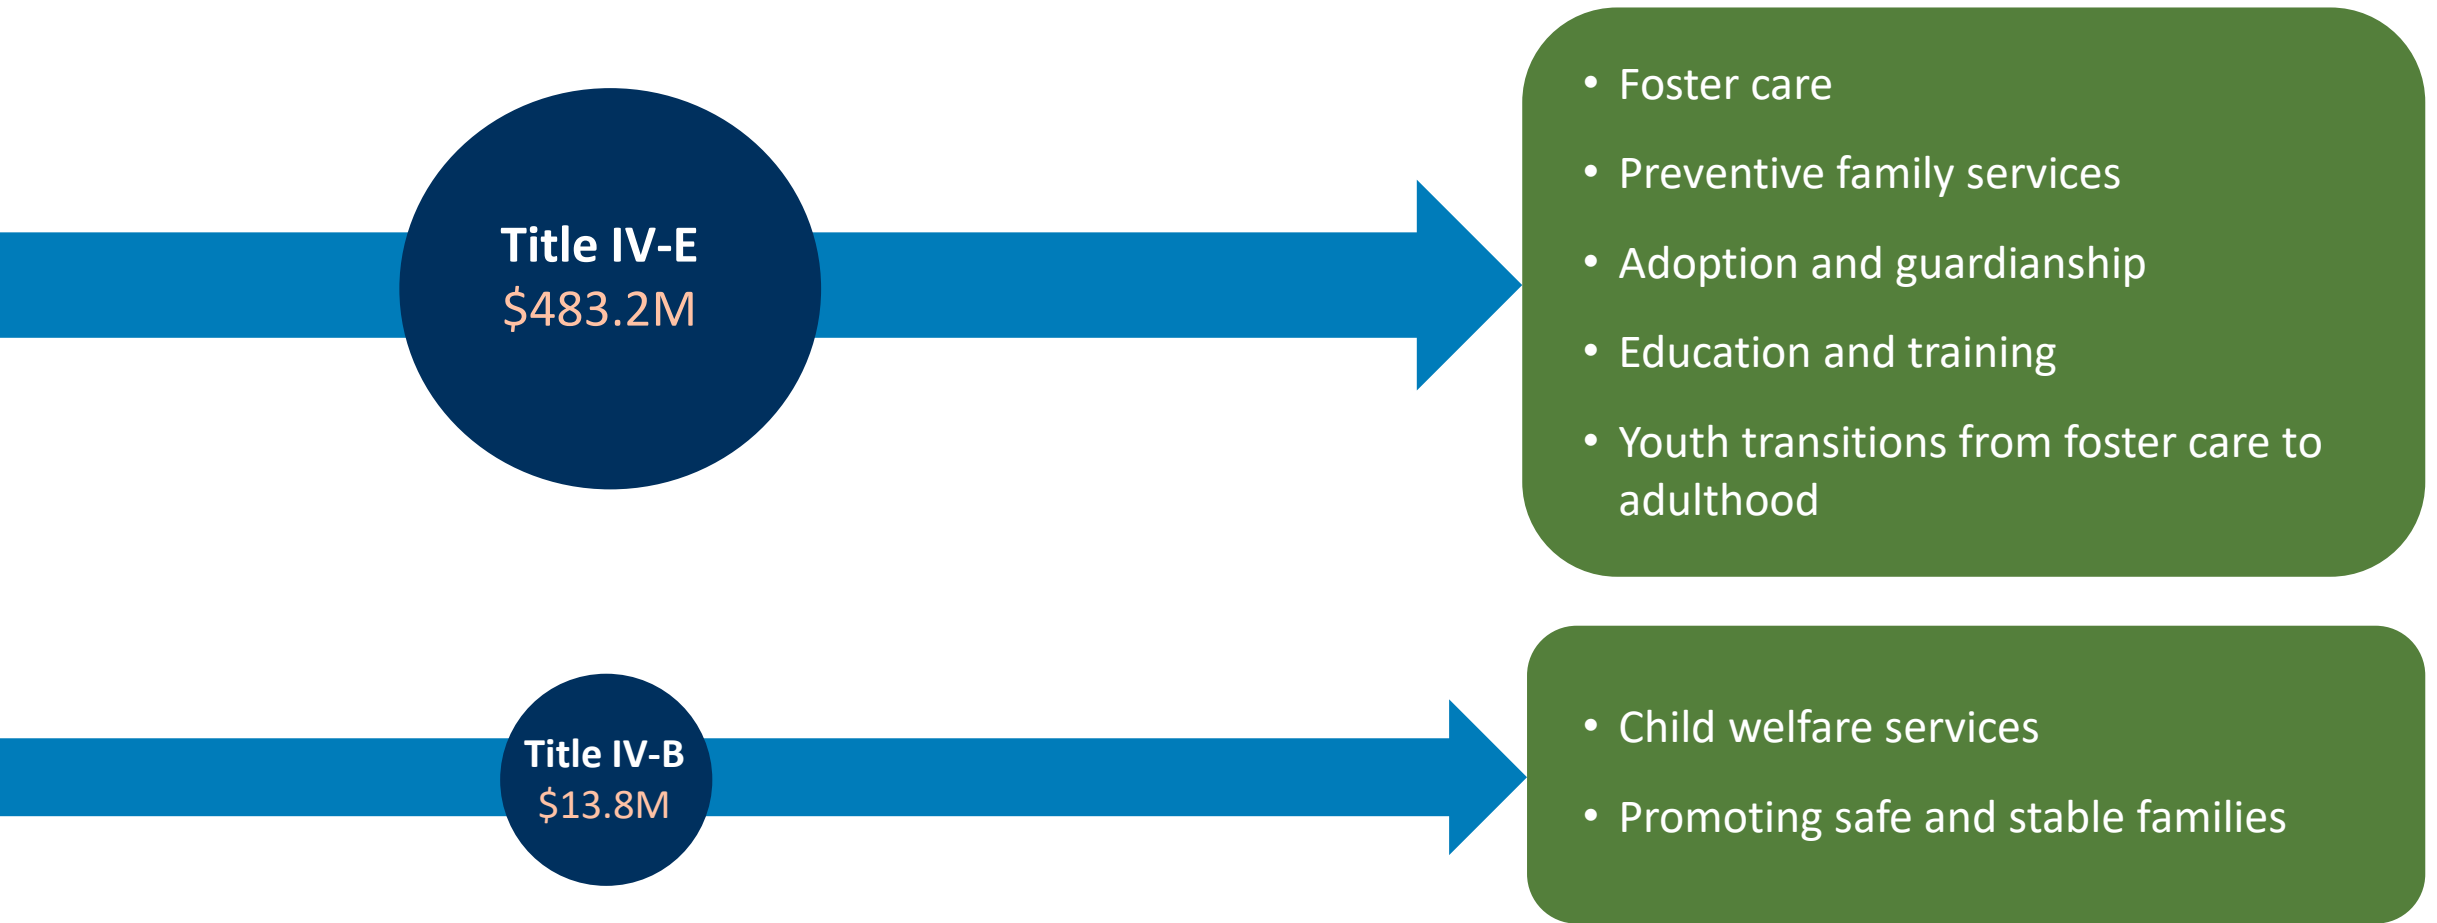 Title IV-E
$483.2M
• Foster care
• Preventive family services
• Adoption and guardianship
• Education and training
• Youth transitions from foster care to
adulthood
Title IV-B
$13.8M
• Child welfare services
• Promoting safe and stable families